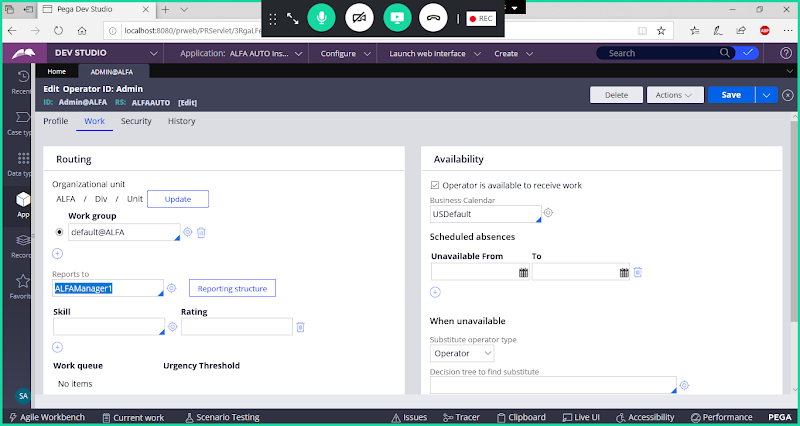 Pega Dev Studio
REC
localhost:8080/prweb/PRServlet/3RgaLFe
DEV STUDIO
Application: ALFA AUTO Ins...
Configure
Launch web interface
Create
Search
Home
ADMIN@ALFA
Recent
Edit Operator ID: Admin
ID: Admin@ALFA RS: ALFAAUTO [Edit]
Delete
Actions
Save
Profile
Work
Security
History
Case typ
Data typ
App
Record
Favorit
SA
Routing
Organizational unit
ALFA / Div / Unit
Update
Work group
default@ALFA
Reports to
ALFAManager1
Reporting structure
Skill
Rating
Work queue
Urgency Threshold
No items
Availability
Operator is available to receive work
Business Calendar
USDefault
Scheduled absences
Unavailable From
To
When unavailable
Substitute operator type
Operator
Decision tree to find substitute
Agile Workbench
Current work
Scenario Testing
Issues
Tracer
Clipboard
Live UI
Accessibility
Performance
PEGA